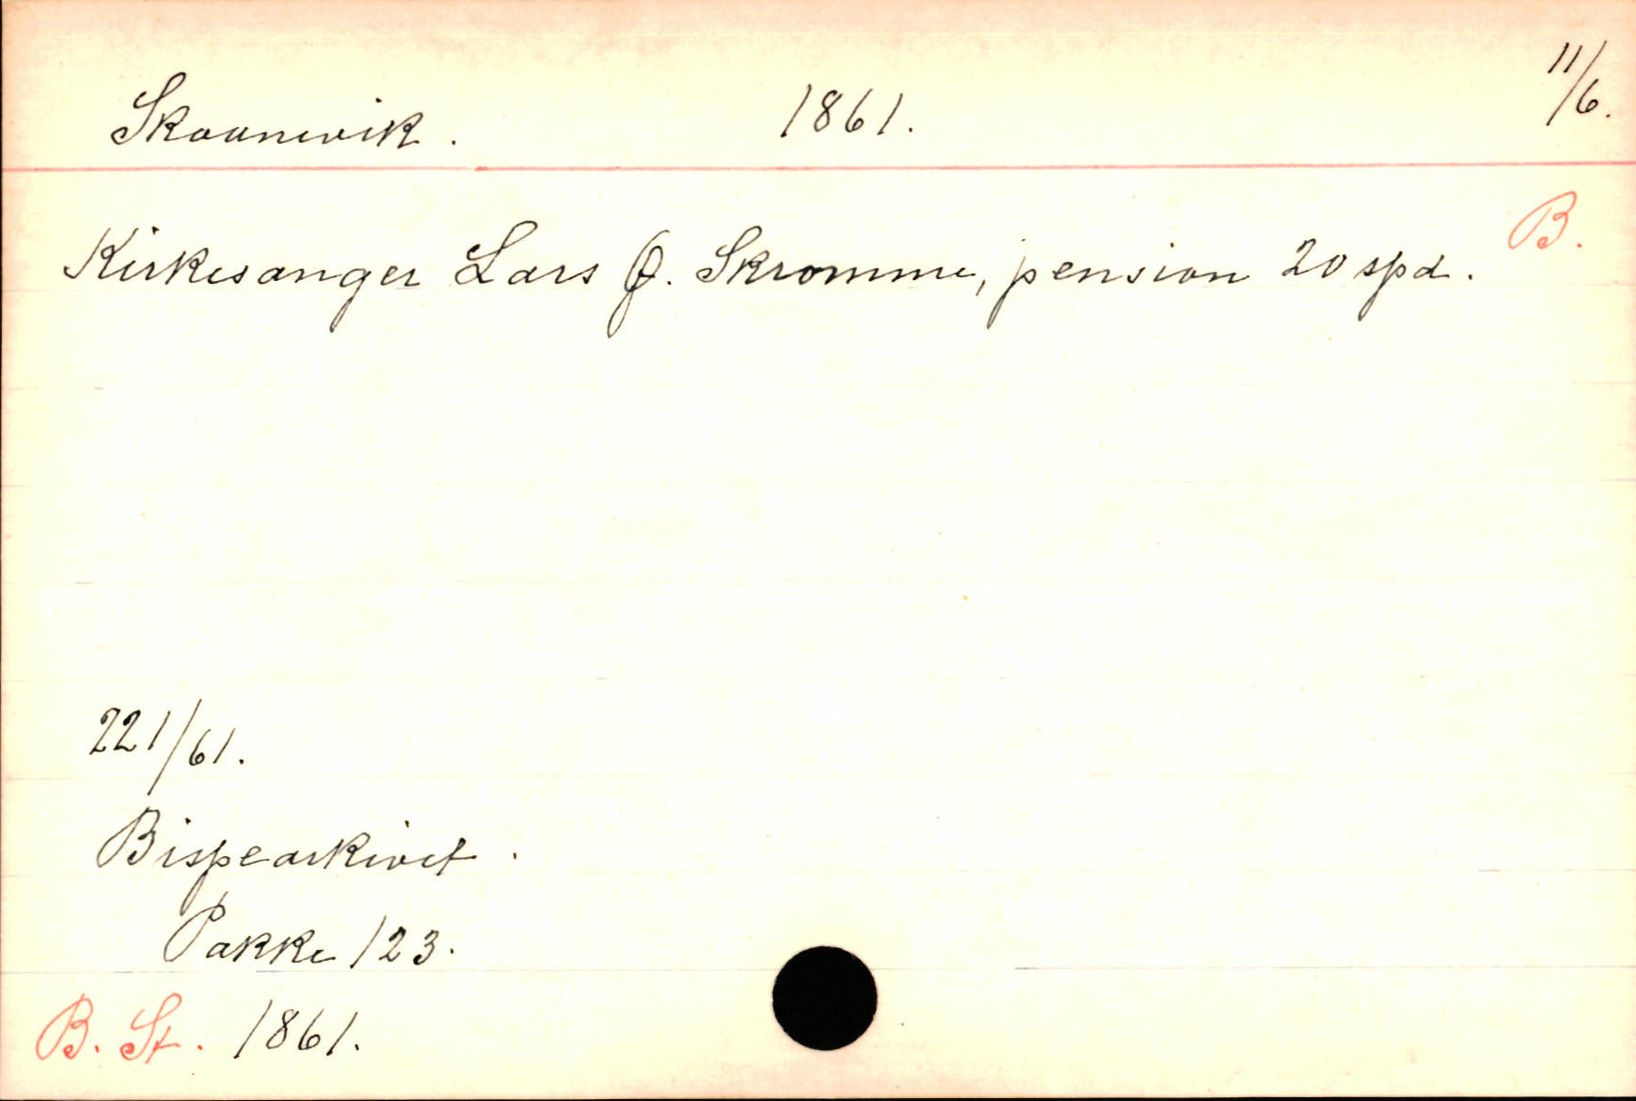 Skaanevik. 1861. 11/6.
B.
Kirkesanger Lars Ø. Skromme, pension 20 spd.
221/61.
Bispearkivet.
Pakke 123.
B. St. 1861.